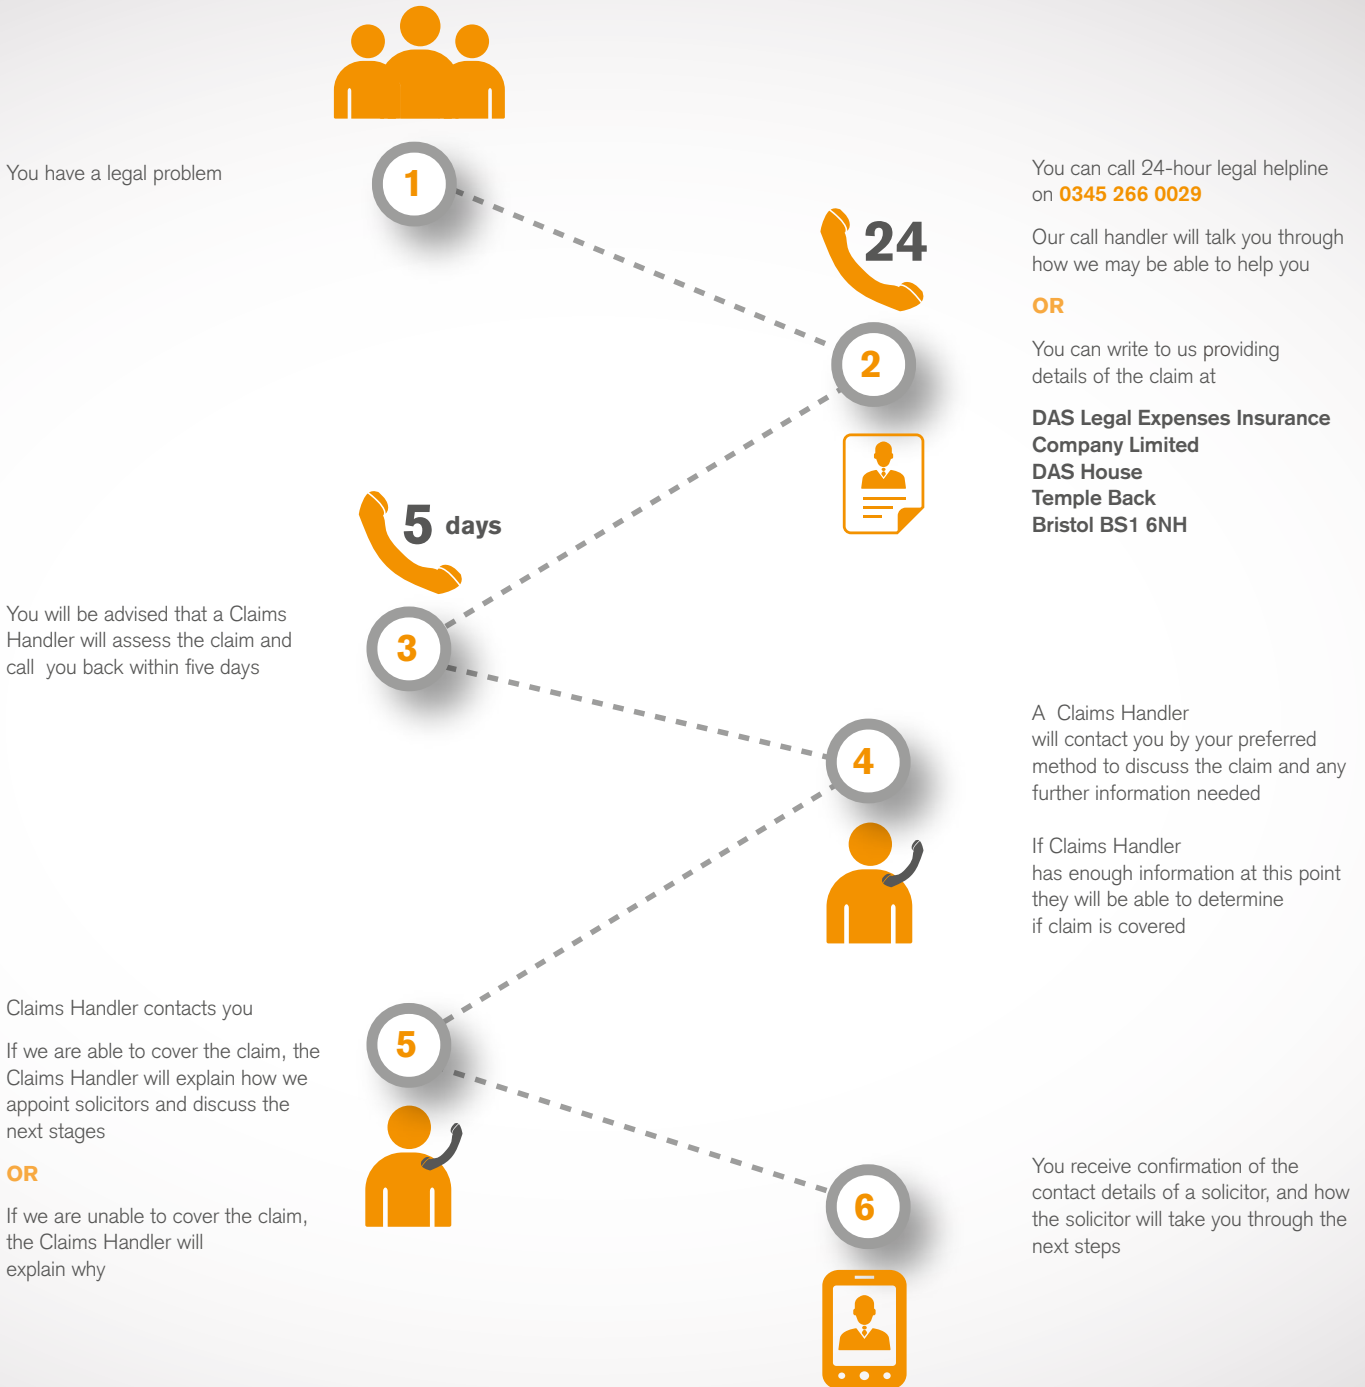 You have a legal problem
1
You can call 24-hour legal helpline
on 0345 266 0029
24
Our call handler will talk you through
how we may be able to help you
OR
2
You can write to us providing
details of the claim at
DAS Legal Expenses Insurance
Company Limited
DAS House
Temple Back
Bristol BS1 6NH
5 days
You will be advised that a Claims
Handler will assess the claim and
call  you back within five days
3
A  Claims Handler
will contact you by your preferred
method to discuss the claim and any
further information needed
4
If Claims Handler
has enough information at this point
they will be able to determine
if claim is covered
Claims Handler contacts you
5
If we are able to cover the claim, the
Claims Handler will explain how we
appoint solicitors and discuss the
next stages
OR
If we are unable to cover the claim,
the Claims Handler will
explain why
6
You receive confirmation of the
contact details of a solicitor, and how
the solicitor will take you through the
next steps